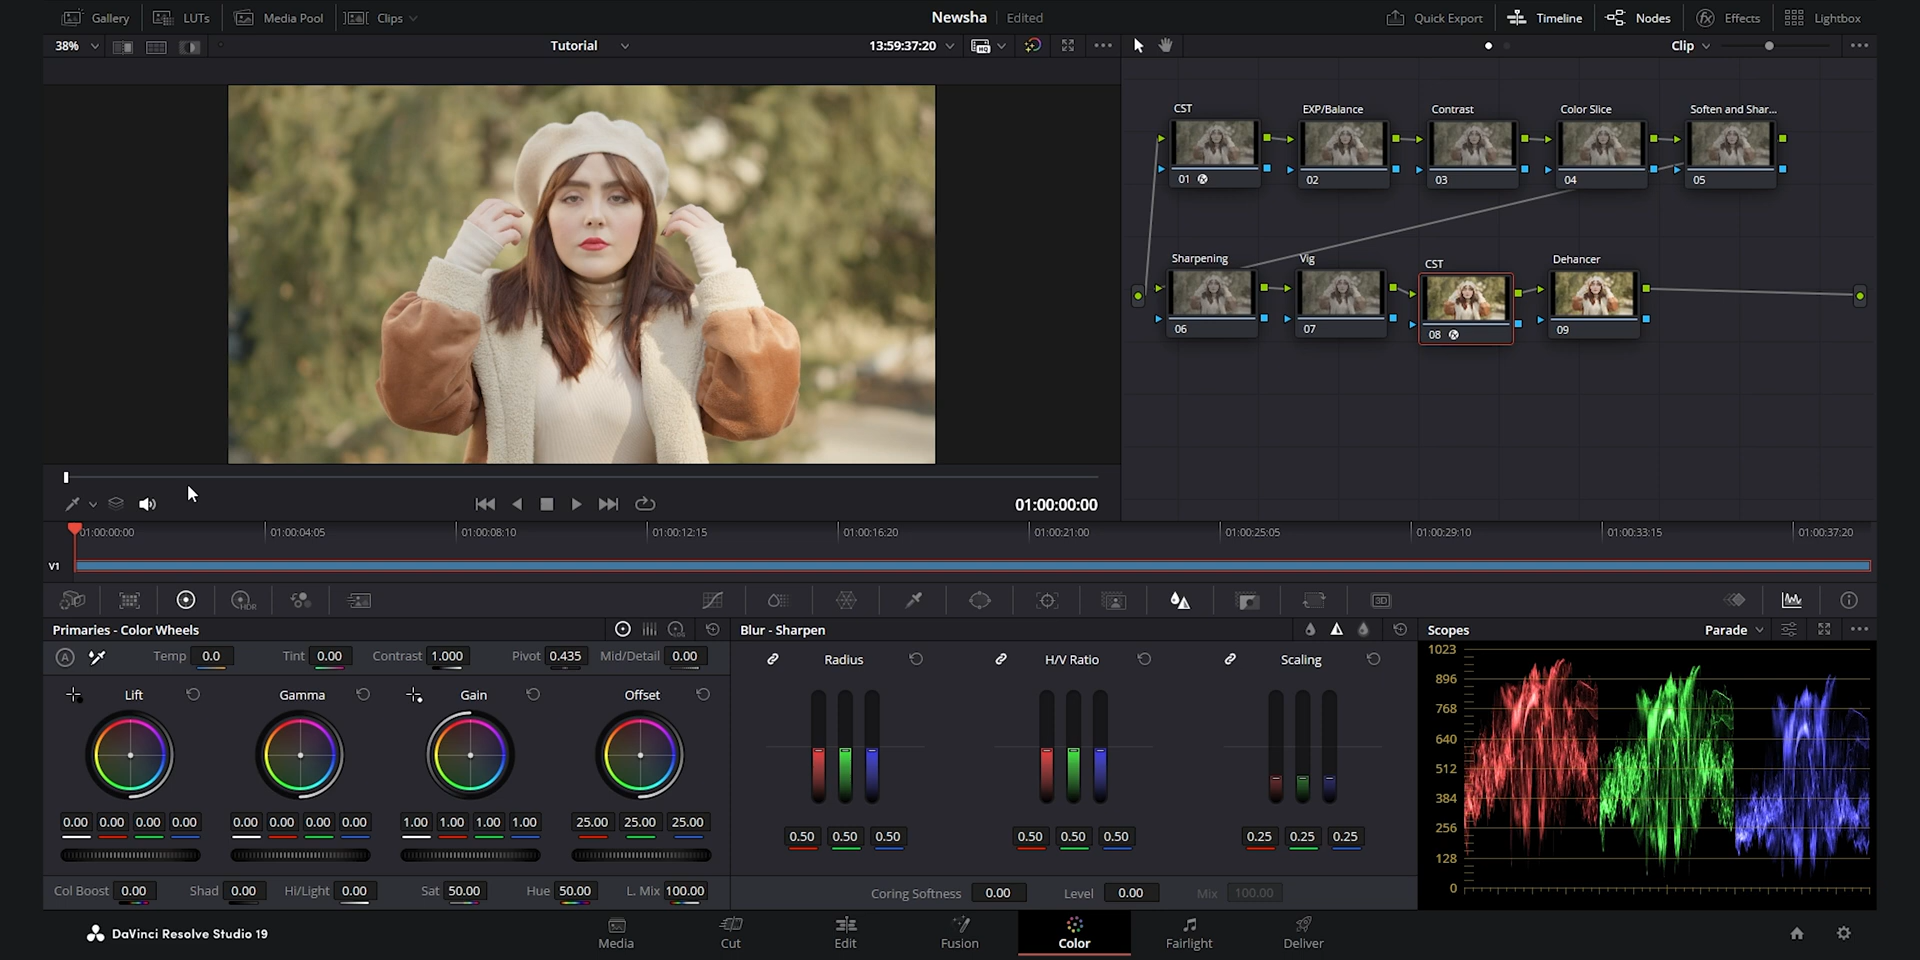 Gallery LUTs Media Pool Clips Newsha Edited Quick Export Timeline Nodes Effects Lightbox
38% Tutorial 13:59:37:20 Clip
CST EXP/Balance Contrast Color Slice Soften and Shar...
01 02 03 04 05
Sharpening Vig CST Dehancer
06 07 08 09
01:00:00:00
01:00:00:00 01:00:04:05 01:00:08:10 01:00:12:15 01:00:16:20 01:00:21:00 01:00:25:05 01:00:29:10 01:00:33:15 01:00:37:20
V1
HDR 3D
Primaries - Color Wheels LOG Blur - Sharpen Scopes Parade
A Temp 0.0 Tint 0.00 Contrast 1.000 Pivot 0.435 Mid/Detail 0.00 Radius H/V Ratio Scaling
Lift Gamma Gain Offset
0.00 0.00 0.00 0.00 0.00 0.00 0.00 0.00 1.00 1.00 1.00 1.00 25.00 25.00 25.00 0.50 0.50 0.50 0.50 0.50 0.50 0.25 0.25 0.25
Col Boost 0.00 Shad 0.00 Hi/Light 0.00 Sat 50.00 Hue 50.00 L. Mix 100.00 Coring Softness 0.00 Level 0.00 Mix 100.00
1023
896
768
640
512
384
256
128
0
DaVinci Resolve Studio 19 Media Cut Edit Fusion Color Fairlight Deliver